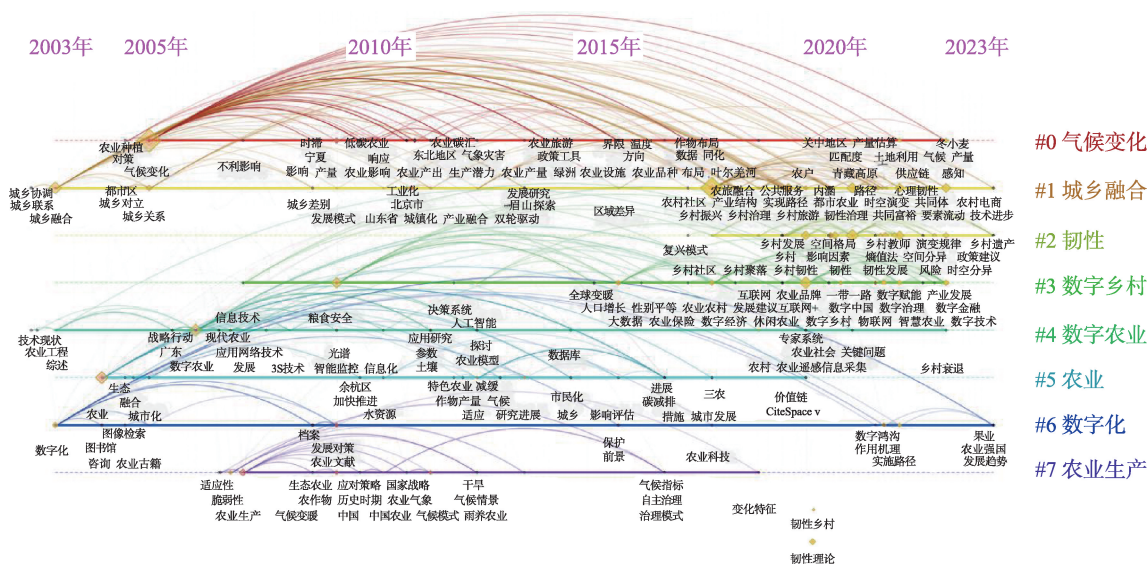 2003年 2005年 2010年 2015年 2020年 2023年
#0 气候变化
农业种植 时滞 低碳农业 农业碳汇 农业旅游 界限 温度 作物布局 关中地区 产量估算 冬小麦
对策 宁夏 响应 东北地区 气象灾害 政策工具 方向 数据 同化 匹配度 土地利用 气候 产量
气候变化 不利影响 影响 产量 农业影响 农业产出 生产潜力 农业产量 绿洲 农业设施 农业品种 布局 叶尔羌河 农户 青藏高原 供应链 感知
#1 城乡融合
城乡协调 都市区 工业化 发展研究 农旅融合 公共服务 内涵 路径 心理韧性
城乡联系 城乡对立 城乡差别 北京市 眉山探索 区域差异 农村社区 产业结构 实现路径 都市农业 时空演变 共同体 农村电商
城乡融合 城乡关系 发展模式 山东省 城镇化 产业融合 双轮驱动 乡村振兴 乡村治理 乡村旅游 韧性治理 共同富裕 要素流动 技术进步
#2 韧性
复兴模式 乡村发展 空间格局 乡村教师 演变规律 乡村遗产
乡村 影响因素 熵值法 空间分异 政策建议
乡村社区 乡村聚落 乡村韧性 韧性 韧性发展 风险 时空分异
#3 数字乡村
全球变暖 互联网 农业品牌 一带一路 数字赋能 产业发展
人口增长 性别平等 农业农村 发展建议 互联网+ 数字中国 数字治理 数字金融
大数据 农业保险 数字经济 休闲农业 数字乡村 物联网 智慧农业 数字技术
信息技术 粮食安全 决策系统
人工智能
#4 数字农业
技术现状 战略行动 现代农业 应用研究 专家系统
农业工程 广东 应用网络技术 光谱 参数 探讨 数据库 农业社会 关键问题
综述 数字农业 发展 3S技术 智能监控 信息化 土壤 农业模型 农村 农业遥感信息采集 乡村衰退
#5 农业
生态 余杭区 特色农业 减缓 市民化 进展 三农 价值链
融合 加快推进 作物产量 气候 碳减排 CiteSpace v
农业 城市化 水资源 适应 研究进展 城乡 影响评估 措施 城市发展
#6 数字化
数字化 图像检索 档案 保护 数字鸿沟 果业
图书馆 发展对策 前景 作用机理 农业强国
咨询 农业古籍 农业文献 农业科技 实施路径 发展趋势
#7 农业生产
适应性 生态农业 应对策略 国家战略 干旱 气候指标
脆弱性 农作物 历史时期 农业气象 气候情景 自主治理
农业生产 气候变暖 中国 中国农业 气候模式 雨养农业 治理模式 变化特征
韧性乡村
韧性理论